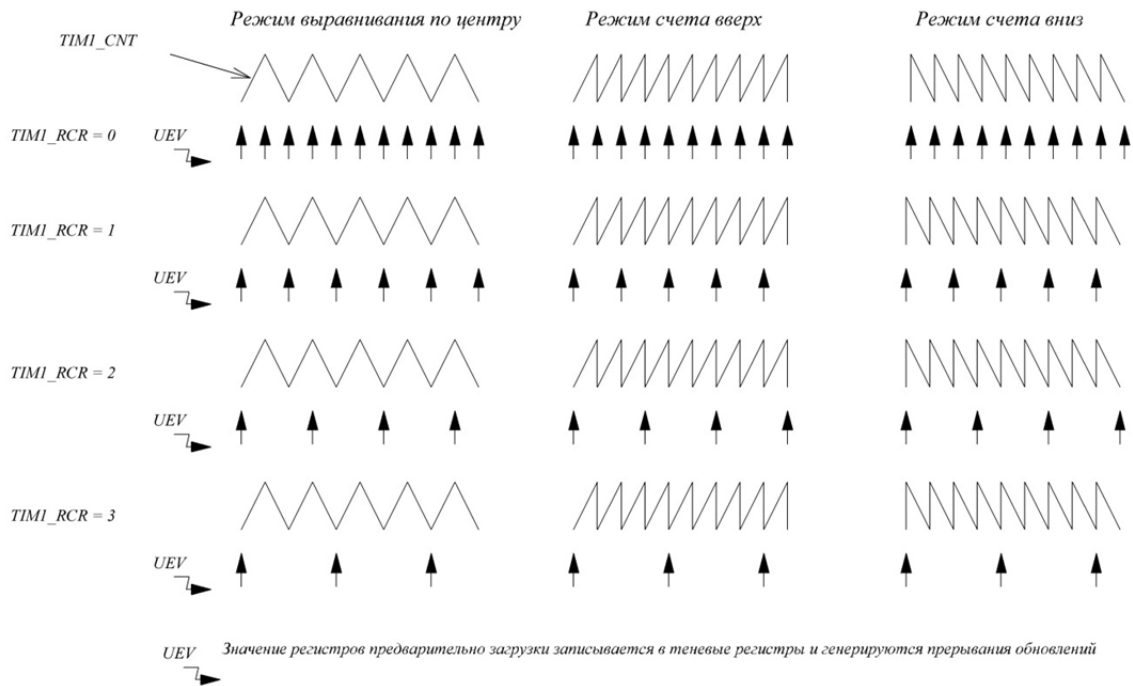 Режим выравнивания по центру Режим счета вверх Режим счета вниз
TIM1_CNT
TIM1_RCR = 0 UEV
TIM1_RCR = 1
UEV
TIM1_RCR = 2
UEV
TIM1_RCR = 3
UEV
UEV Значение регистров предварительно загрузки записывается в теневые регистры и генерируются прерывания обновлений